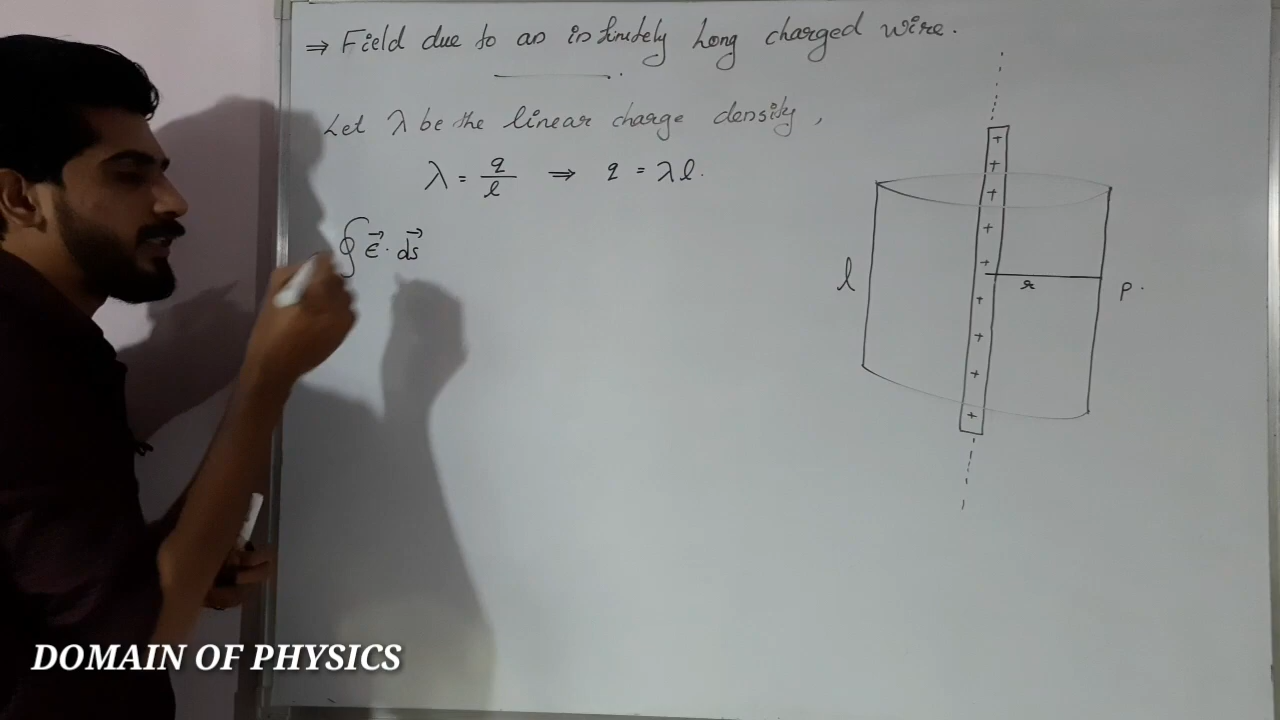 ⇒ Field due to an infinitely long charged wire.
Let λ be the linear charge density,
λ = q/l ⇒ q = λl.
∮ E⃗ · ds⃗
l
r
P.
+
+
+
+
+
+
+
+
+
DOMAIN OF PHYSICS